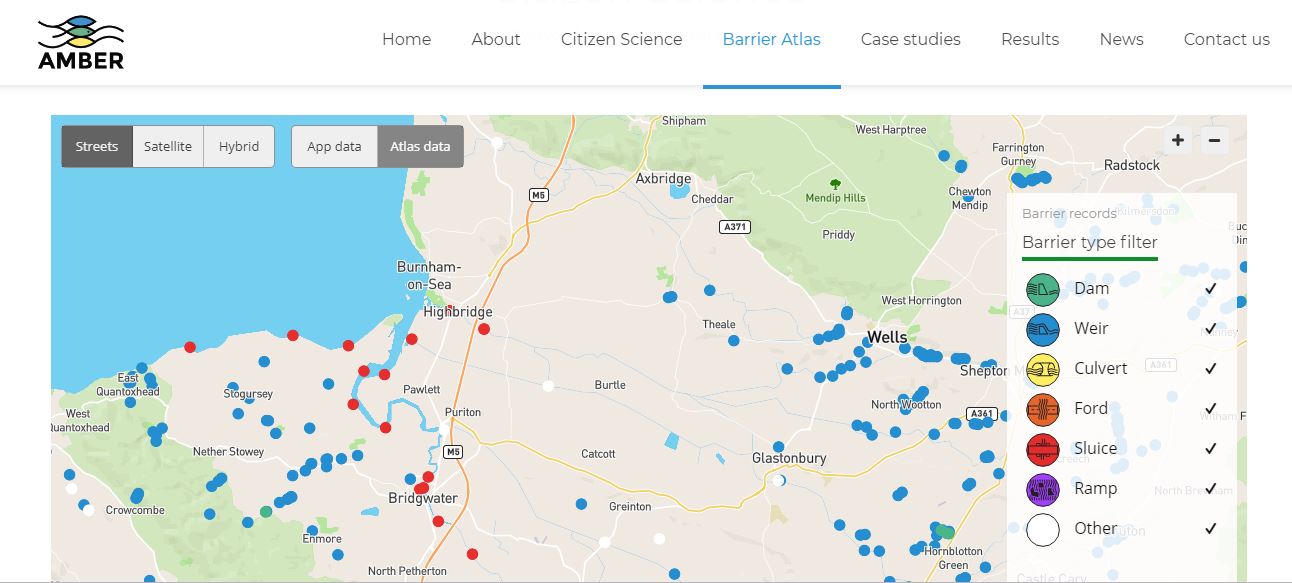 AMBER
Home
About
Citizen Science
Barrier Atlas
Case studies
Results
News
Contact us
Streets
Satellite
Hybrid
App data
Atlas data
+
−
Shipham
West Harptree
Farrington
Gurney
Radstock
Axbridge
Cheddar
Mendip Hills
Chewton
Mendip
M5
A371
Priddy
Barrier records
Kilmersdon
Barrier type filter
Burnham-
on-Sea
Highbridge
West Horrington
Theale
Wells
Dam
Weir
Culvert
Ford
Sluice
Ramp
Other
A37
A361
East
Quantoxhead
Stogursey
Pawlett
Burtle
Shepton
West
Quantoxhead
Puriton
North Wootton
A361
Nether Stowey
M5
Catcott
Glastonbury
Bridgwater
Crowcombe
Greinton
Enmore
Hornblotton
Green
North Petherton
Castle Cary